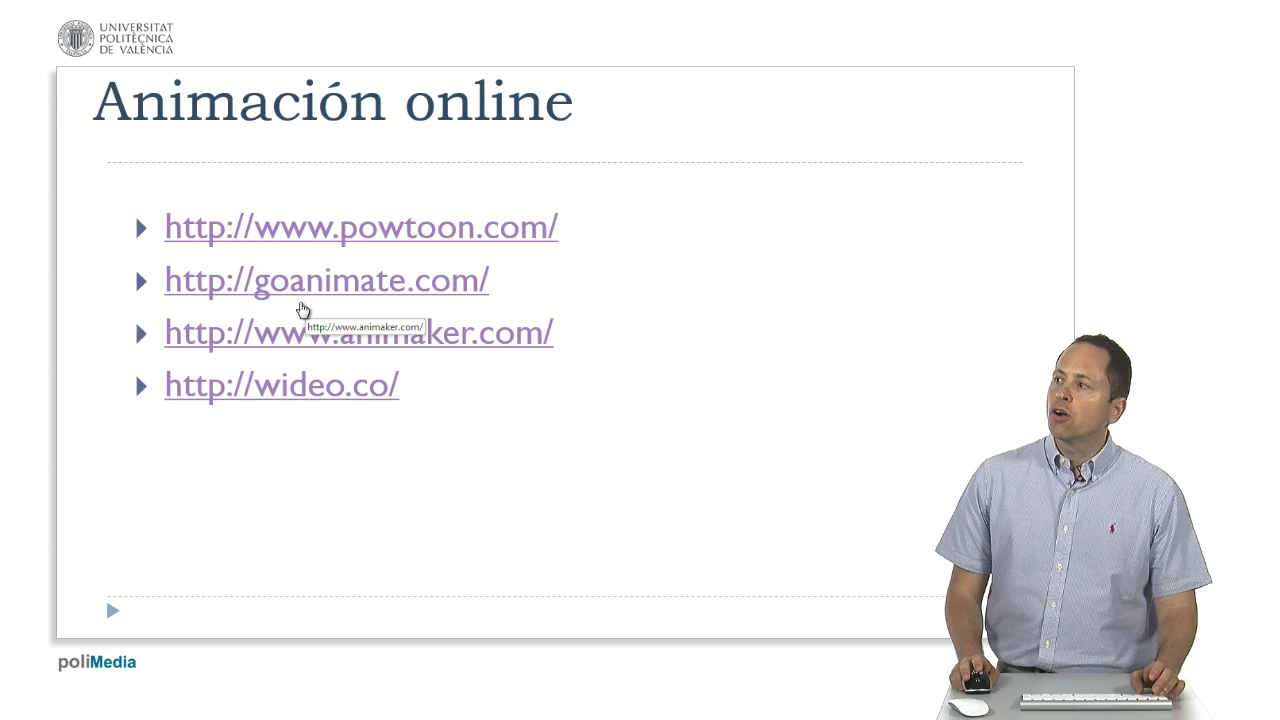 UNIVERSITAT
POLITÈCNICA
DE VALÈNCIA
Animación online
http://www.powtoon.com/
http://goanimate.com/
http://www.animaker.com/
http://www.animaker.com/
http://wideo.co/
poliMedia